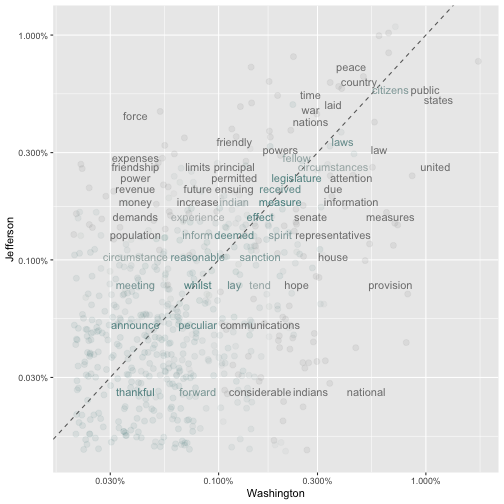 1.000%
peace
country
citizens public
time
states
war laid
force
nations
friendly
laws
0.300%
powers
law
expenses
fellow
friendship limits principal
circumstances
united
power
permitted
legislature
attention
revenue
future ensuing
received
due
money
increase indian
measure
information
demands
experience
effect
senate
measures
population
inform deemed
spirit representatives
circumstance reasonable
sanction
house
0.100%
meeting
whilst
lay tend
hope
provision
announce
peculiar communications
0.030%
thankful
forward
considerable indians
national
0.030%
0.100%
0.300%
1.000%
Washington
Jefferson